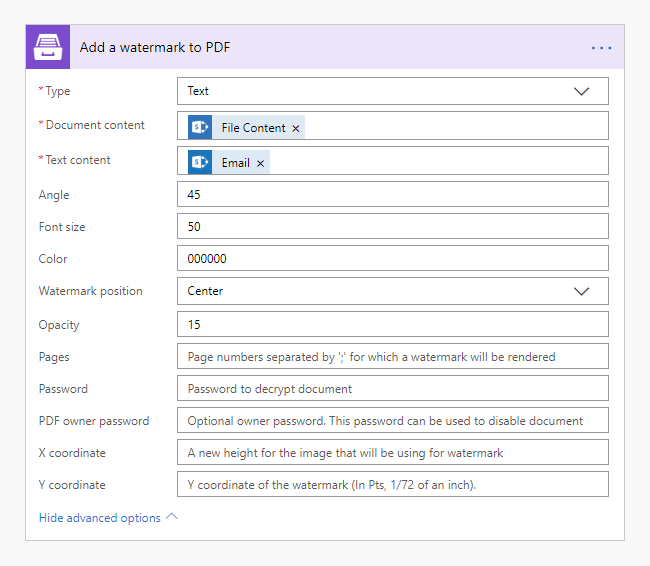 Add a watermark to PDF
* Type Text
* Document content File Content ×
* Text content Email ×
Angle 45
Font size 50
Color 000000
Watermark position Center
Opacity 15
Pages Page numbers separated by ';' for which a watermark will be rendered
Password Password to decrypt document
PDF owner password Optional owner password. This password can be used to disable document
X coordinate A new height for the image that will be using for watermark
Y coordinate Y coordinate of the watermark (In Pts, 1/72 of an inch).
Hide advanced options